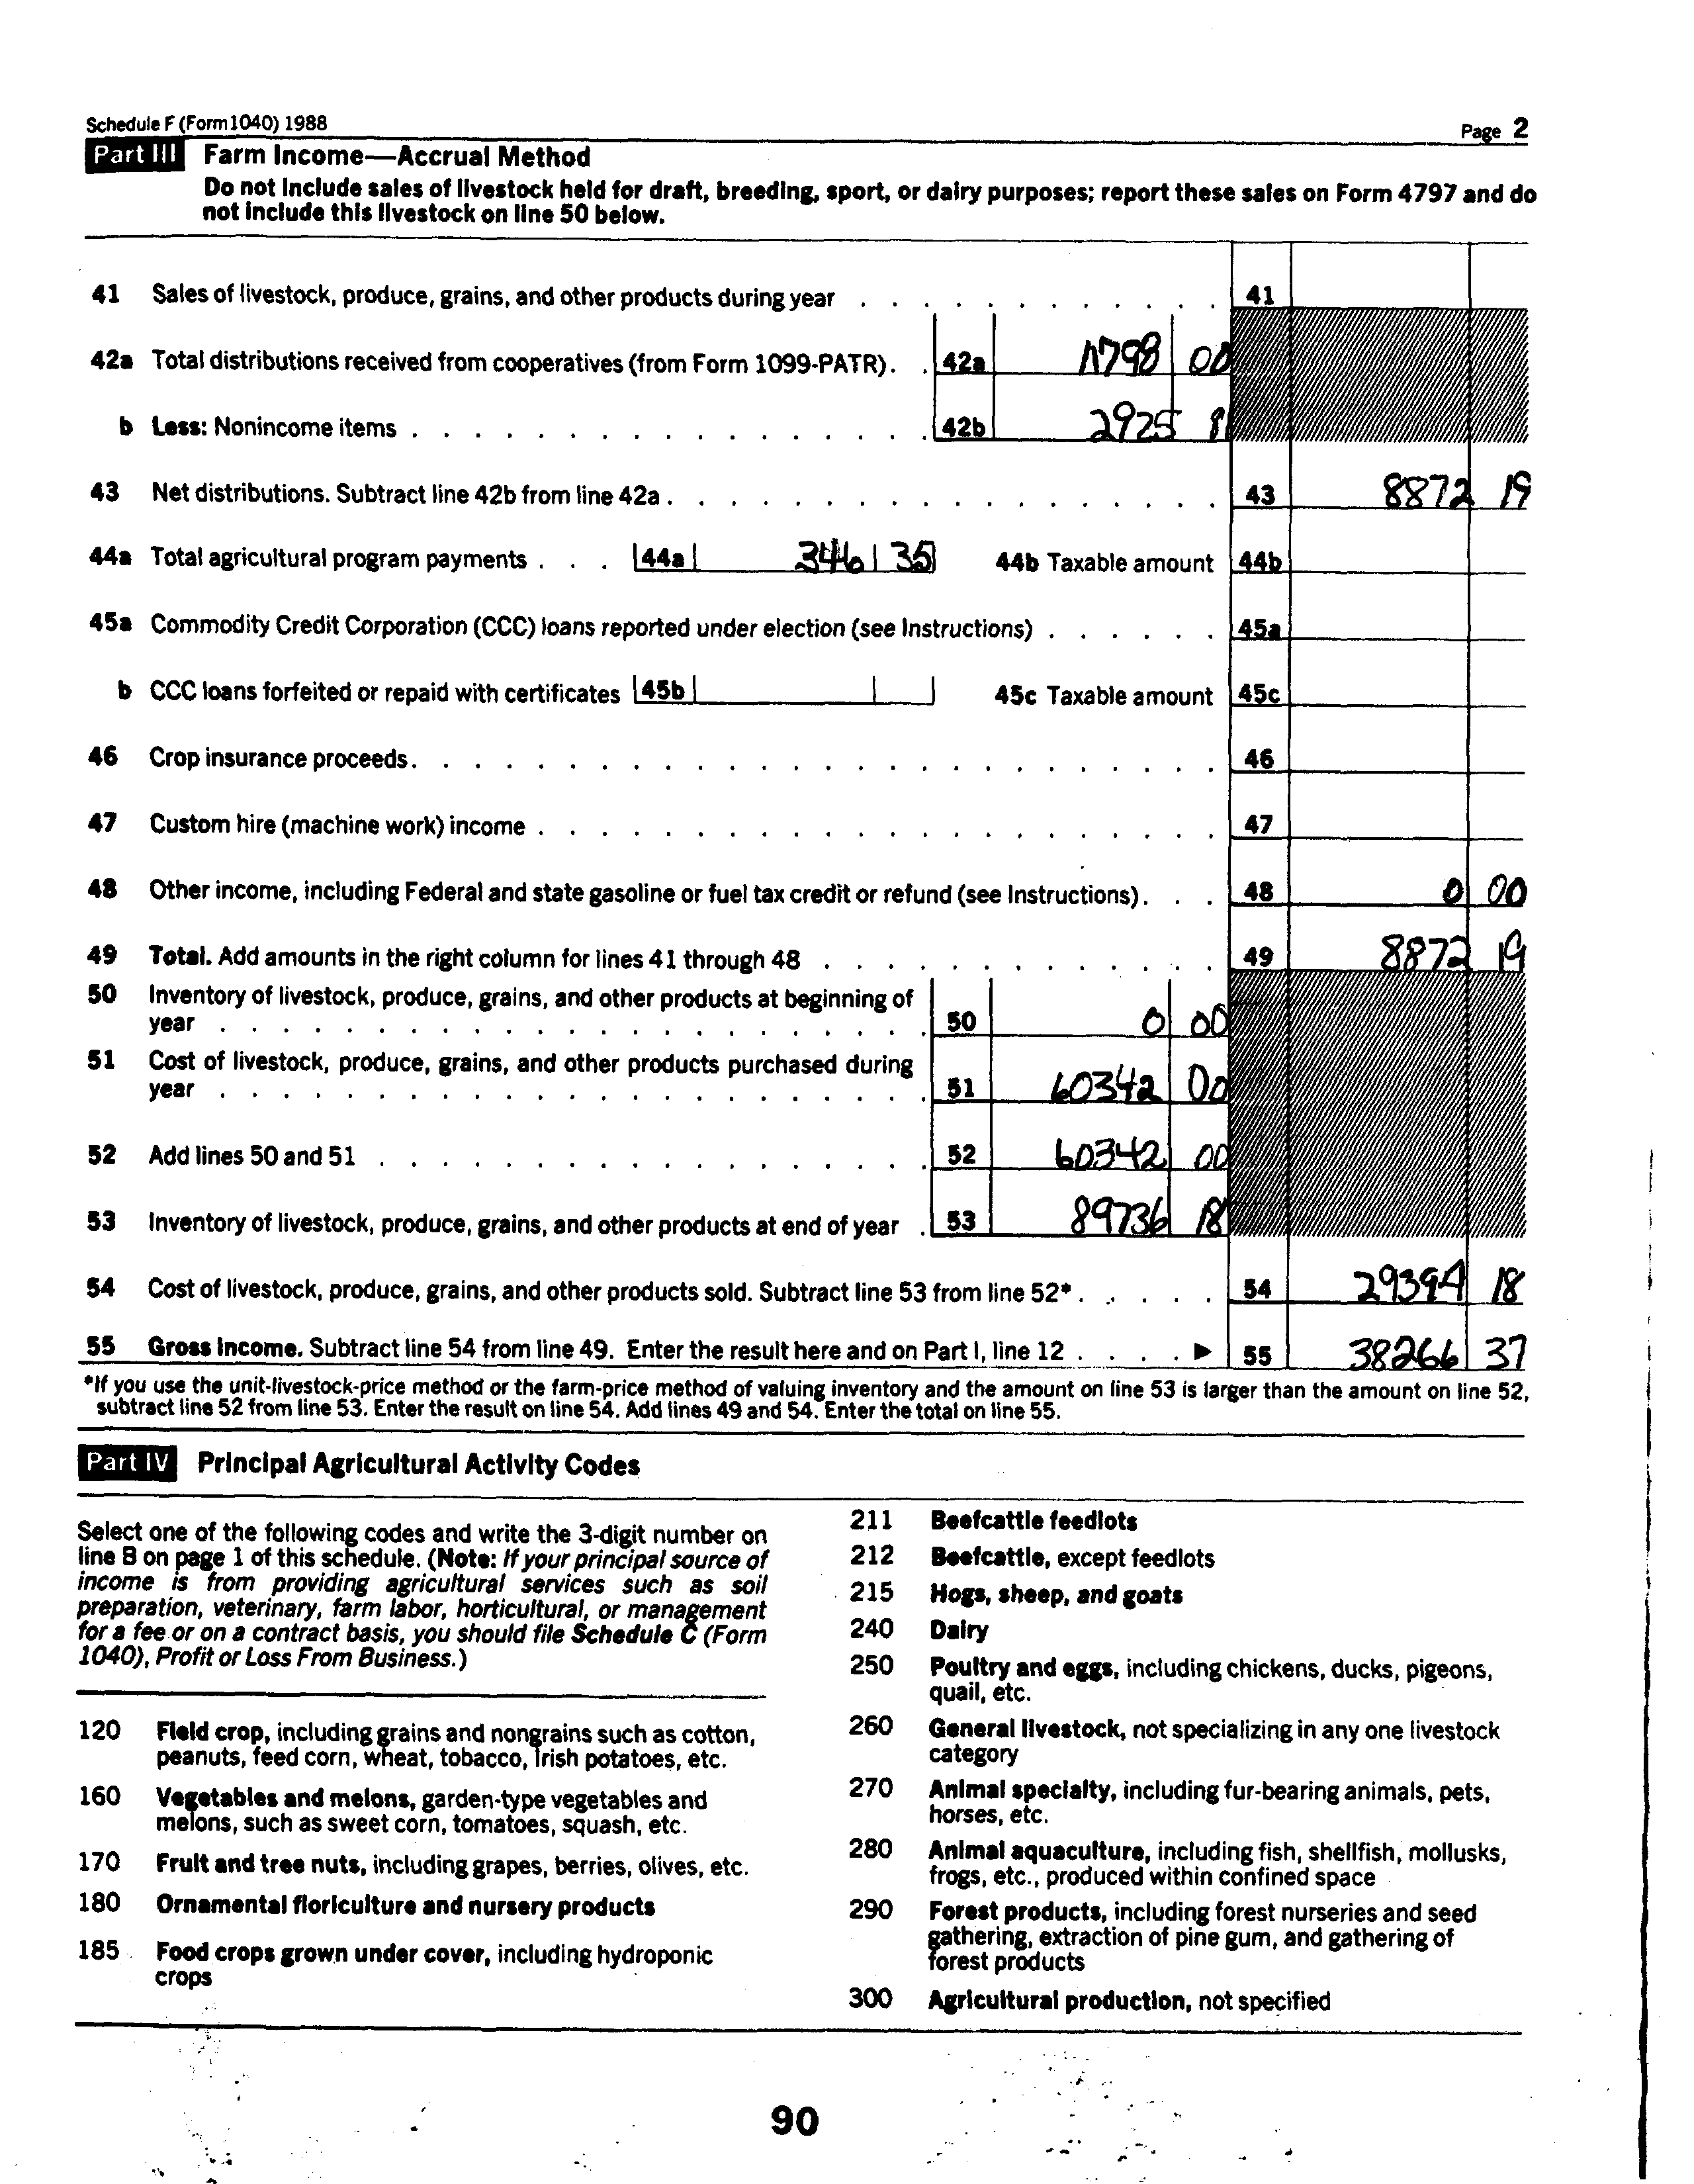 Schedule F (Form 1040) 1988 Page 2
Part III Farm Income—Accrual Method
Do not include sales of livestock held for draft, breeding, sport, or dairy purposes; report these sales on Form 4797 and do
not include this livestock on line 50 below.
41 Sales of livestock, produce, grains, and other products during year . . . . . . . . . . . . 41
42a Total distributions received from cooperatives (from Form 1099-PATR) . . 42a 11798 00
b Less: Nonincome items . . . . . . . . . . . . . . . . . 42b 2925 81
43 Net distributions. Subtract line 42b from line 42a . . . . . . . . . . . . . . . . . . 43 8872 19
44a Total agricultural program payments . . . 44a 346 35 44b Taxable amount 44b
45a Commodity Credit Corporation (CCC) loans reported under election (see Instructions) . . . . . . 45a
b CCC loans forfeited or repaid with certificates 45b 45c Taxable amount 45c
46 Crop insurance proceeds . . . . . . . . . . . . . . . . . . . . . . . . . . 46
47 Custom hire (machine work) income . . . . . . . . . . . . . . . . . . . . . . 47
48 Other income, including Federal and state gasoline or fuel tax credit or refund (see Instructions) . . . 48 0 00
49 Total. Add amounts in the right column for lines 41 through 48 . . . . . . . . . . . . . 49 8872 19
50 Inventory of livestock, produce, grains, and other products at beginning of
year . . . . . . . . . . . . . . . . . . . . . . . 50 0 00
51 Cost of livestock, produce, grains, and other products purchased during
year . . . . . . . . . . . . . . . . . . . . . . . 51 60342 00
52 Add lines 50 and 51 . . . . . . . . . . . . . . . . . . 52 60342 00
53 Inventory of livestock, produce, grains, and other products at end of year . 53 89736 18
54 Cost of livestock, produce, grains, and other products sold. Subtract line 53 from line 52* . . . . . 54 29394 18
55 Gross income. Subtract line 54 from line 49. Enter the result here and on Part I, line 12 . . . . ▶ 55 38266 37
*If you use the unit-livestock-price method or the farm-price method of valuing inventory and the amount on line 53 is larger than the amount on line 52,
subtract line 52 from line 53. Enter the result on line 54. Add lines 49 and 54. Enter the total on line 55.
Part IV Principal Agricultural Activity Codes
Select one of the following codes and write the 3-digit number on
line B on page 1 of this schedule. (Note: If your principal source of
income is from providing agricultural services such as soil
preparation, veterinary, farm labor, horticultural, or management
for a fee or on a contract basis, you should file Schedule C (Form
1040), Profit or Loss From Business.)
120 Field crop, including grains and nongrains such as cotton,
peanuts, feed corn, wheat, tobacco, Irish potatoes, etc.
160 Vegetables and melons, garden-type vegetables and
melons, such as sweet corn, tomatoes, squash, etc.
170 Fruit and tree nuts, including grapes, berries, olives, etc.
180 Ornamental floriculture and nursery products
185 Food crops grown under cover, including hydroponic
crops
211 Beefcattle feedlots
212 Beefcattle, except feedlots
215 Hogs, sheep, and goats
240 Dairy
250 Poultry and eggs, including chickens, ducks, pigeons,
quail, etc.
260 General livestock, not specializing in any one livestock
category
270 Animal specialty, including fur-bearing animals, pets,
horses, etc.
280 Animal aquaculture, including fish, shellfish, mollusks,
frogs, etc., produced within confined space
290 Forest products, including forest nurseries and seed
gathering, extraction of pine gum, and gathering of
forest products
300 Agricultural production, not specified
90